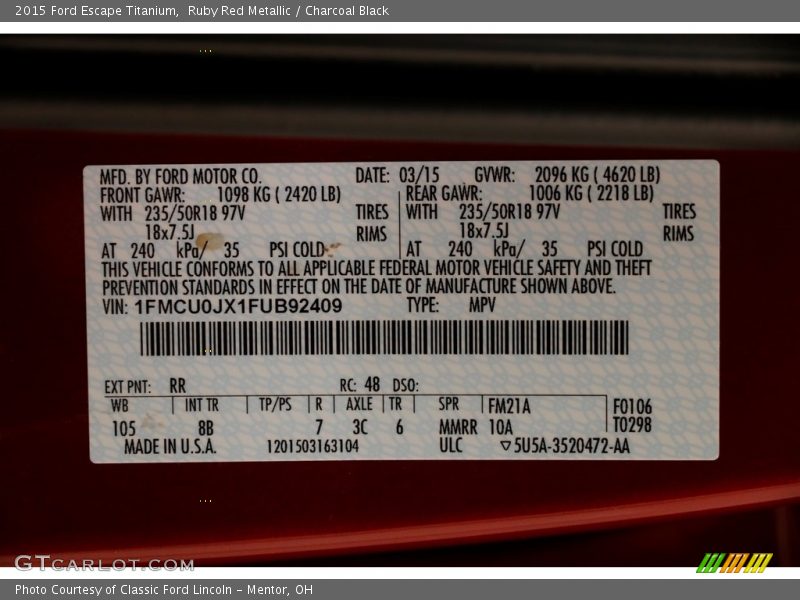 2015 Ford Escape Titanium, Ruby Red Metallic / Charcoal Black
MFD. BY FORD MOTOR CO. DATE: 03/15 GVWR: 2096 KG ( 4620 LB)
FRONT GAWR: 1098 KG ( 2420 LB) REAR GAWR: 1006 KG ( 2218 LB)
WITH 235/50R18 97V TIRES WITH 235/50R18 97V TIRES
18x7.5J RIMS 18x7.5J RIMS
AT 240 kPa/ 35 PSI COLD AT 240 kPa/ 35 PSI COLD
THIS VEHICLE CONFORMS TO ALL APPLICABLE FEDERAL MOTOR VEHICLE SAFETY AND THEFT
PREVENTION STANDARDS IN EFFECT ON THE DATE OF MANUFACTURE SHOWN ABOVE.
VIN: 1FMCU0JX1FUB92409 TYPE: MPV
EXT PNT: RR RC: 48 DSO:
WB INT TR TP/PS R AXLE TR SPR FM21A F0106
105 8B 7 3C 6 MMRR 10A T0298
MADE IN U.S.A. 1201503163104 ULC ▽5U5A-3520472-AA
GTCARLOT.COM
Photo Courtesy of Classic Ford Lincoln - Mentor, OH